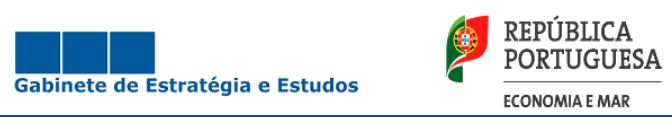 Gabinete de Estratégia e Estudos
REPÚBLICA
PORTUGUESA
ECONOMIA E MAR